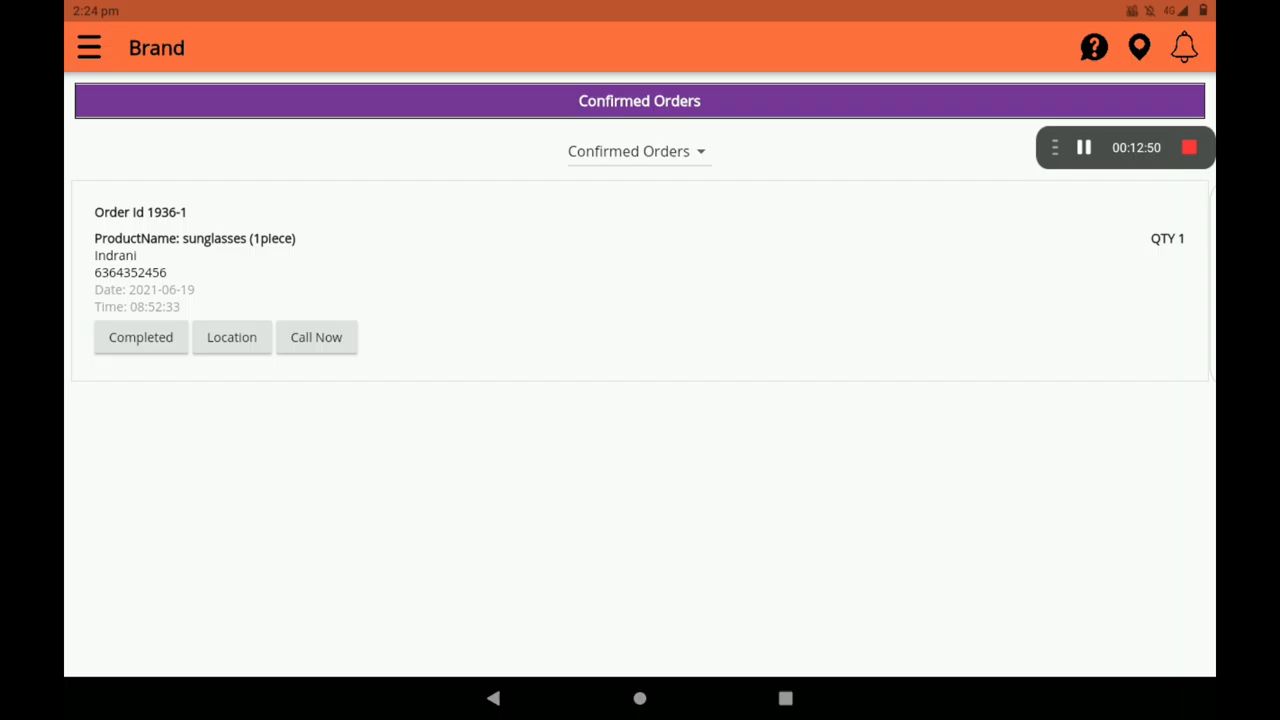 2:24 pm
4G
Brand
Confirmed Orders
Confirmed Orders
00:12:50
Order Id 1936-1
ProductName: sunglasses (1piece)
QTY 1
Indrani
6364352456
Date: 2021-06-19
Time: 08:52:33
Completed
Location
Call Now